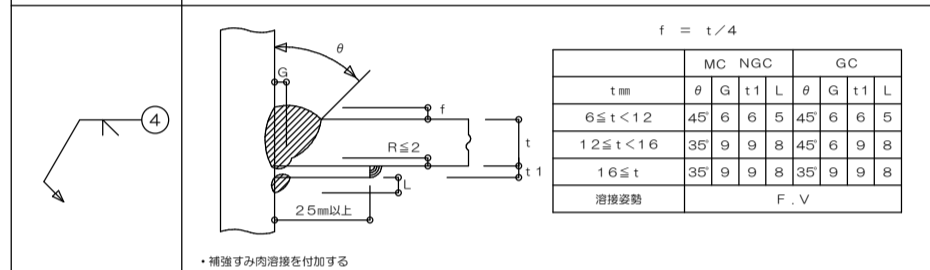 ④
θ
G
f
R≦2
t
t1
L
25mm以上
・補強すみ肉溶接を付加する
f = t/4
MC NGC GC
t mm θ G t1 L θ G t1 L
6≦t<12 45° 6 6 5 45° 6 6 5
12≦t<16 35° 9 9 8 45° 6 9 8
16≦t 35° 9 9 8 35° 9 9 8
溶接姿勢 F.V